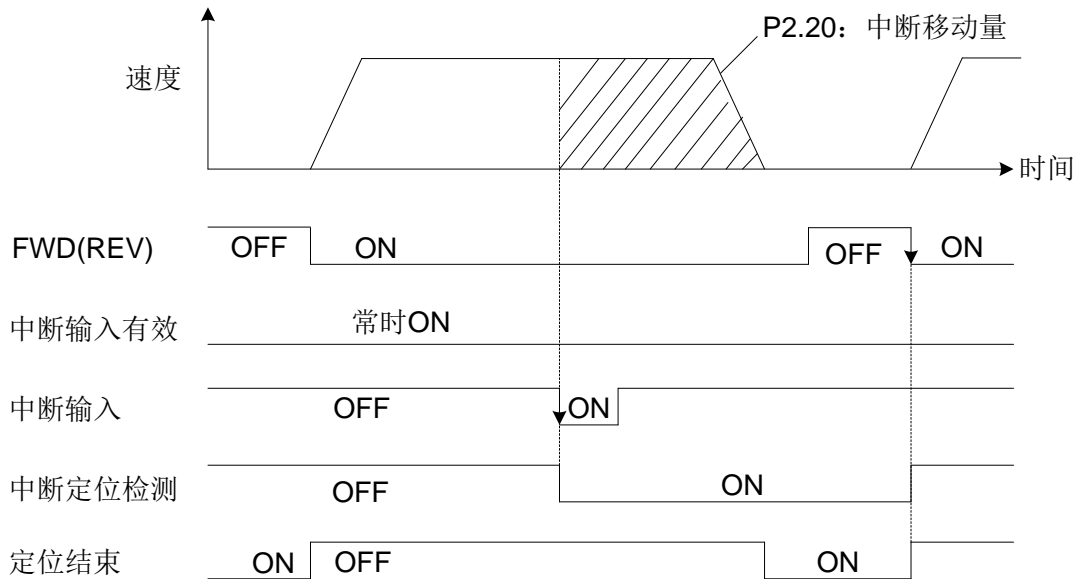 P2.20：中断移动量
速度
时间
FWD(REV) OFF ON OFF ON
中断输入有效 常时ON
中断输入 OFF ON
中断定位检测 OFF ON
定位结束 ON OFF ON